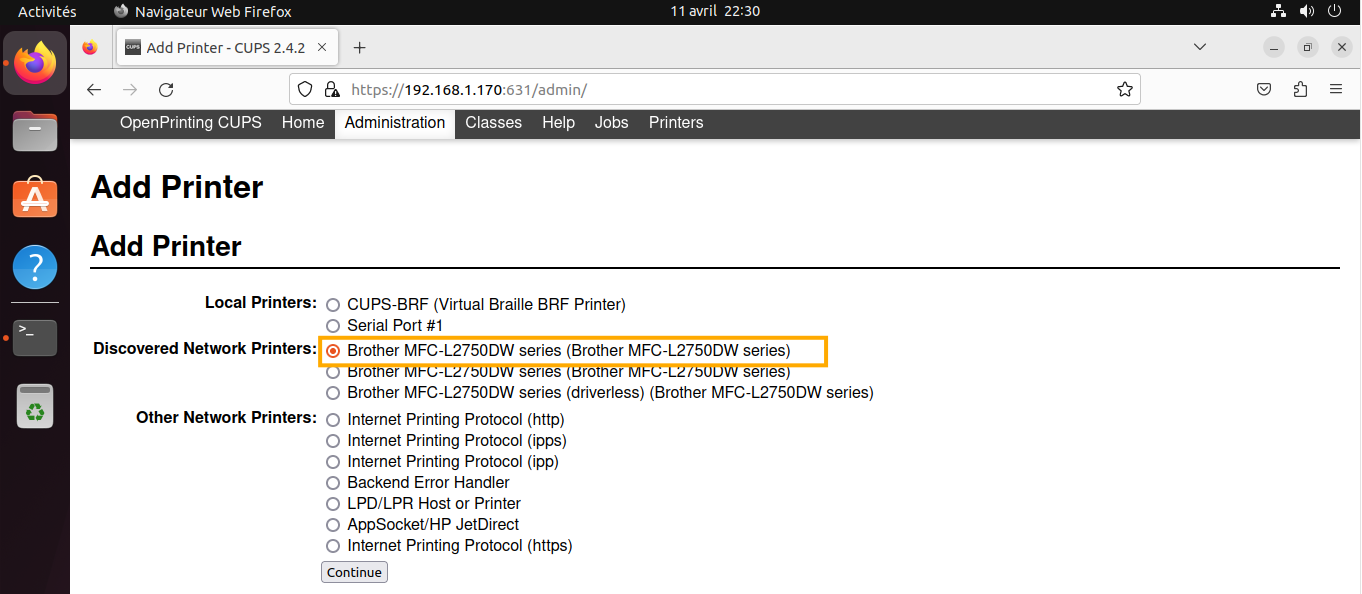 Activités Navigateur Web Firefox 11 avril 22:30
CUPS Add Printer - CUPS 2.4.2
https://192.168.1.170:631/admin/
OpenPrinting CUPS Home Administration Classes Help Jobs Printers
Add Printer
Add Printer
Local Printers: CUPS-BRF (Virtual Braille BRF Printer)
Serial Port #1
Discovered Network Printers: Brother MFC-L2750DW series (Brother MFC-L2750DW series)
Brother MFC-L2750DW series (Brother MFC-L2750DW series)
Brother MFC-L2750DW series (driverless) (Brother MFC-L2750DW series)
Other Network Printers: Internet Printing Protocol (http)
Internet Printing Protocol (ipps)
Internet Printing Protocol (ipp)
Backend Error Handler
LPD/LPR Host or Printer
AppSocket/HP JetDirect
Internet Printing Protocol (https)
Continue